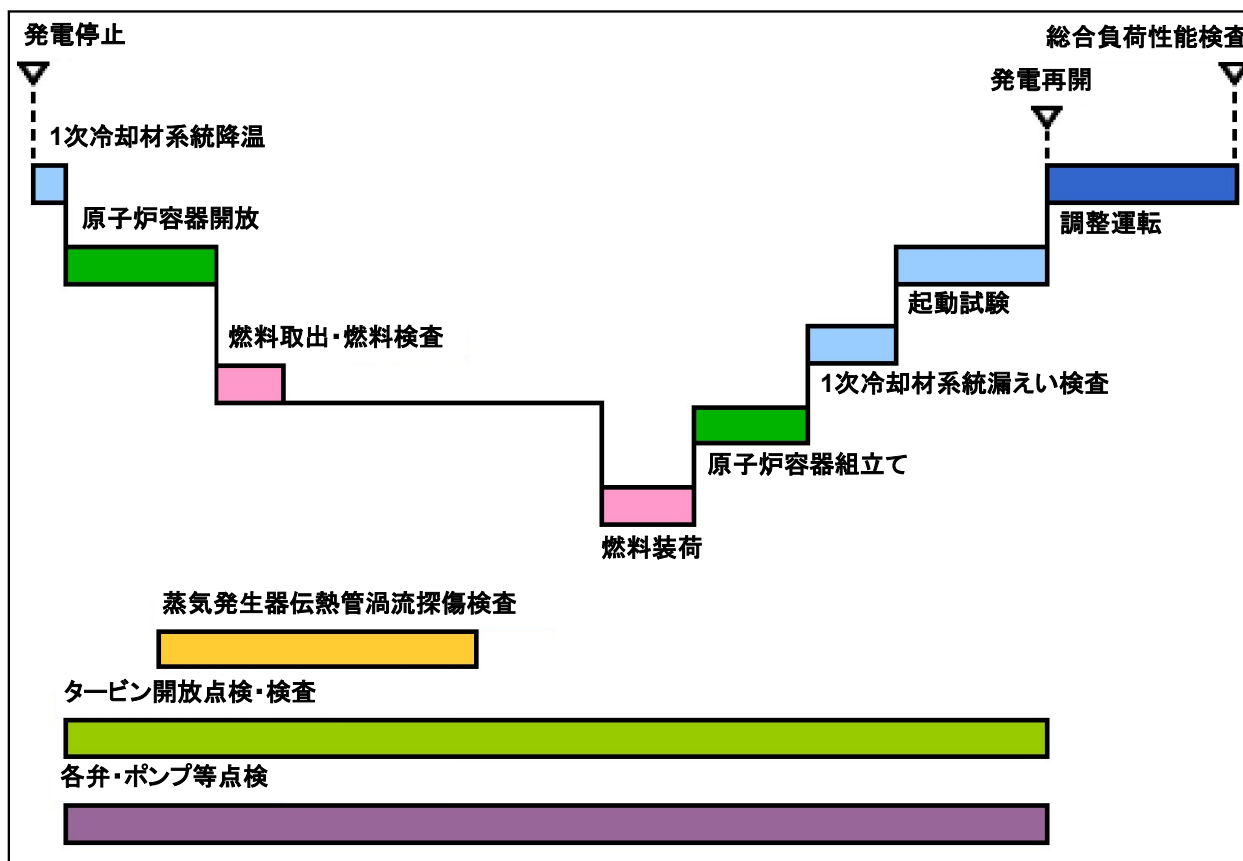 発電停止
総合負荷性能検査
発電再開
1次冷却材系統降温
原子炉容器開放
調整運転
起動試験
燃料取出・燃料検査
1次冷却材系統漏えい検査
原子炉容器組立て
燃料装荷
蒸気発生器伝熱管渦流探傷検査
タービン開放点検・検査
各弁・ポンプ等点検